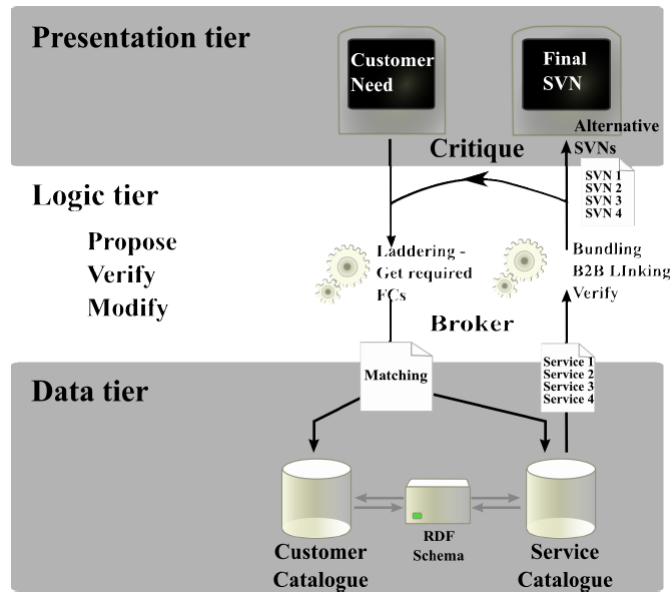 Presentation tier
Customer
Need
Final
SVN
Alternative
SVNs
Critique
SVN 1
SVN 2
SVN 3
SVN 4
Logic tier
Propose
Verify
Modify
Laddering -
Get required
FCs
Bundling
B2B LInking
Verify
Broker
Data tier
Matching
Service 1
Service 2
Service 3
Service 4
RDF
Schema
Customer
Catalogue
Service
Catalogue